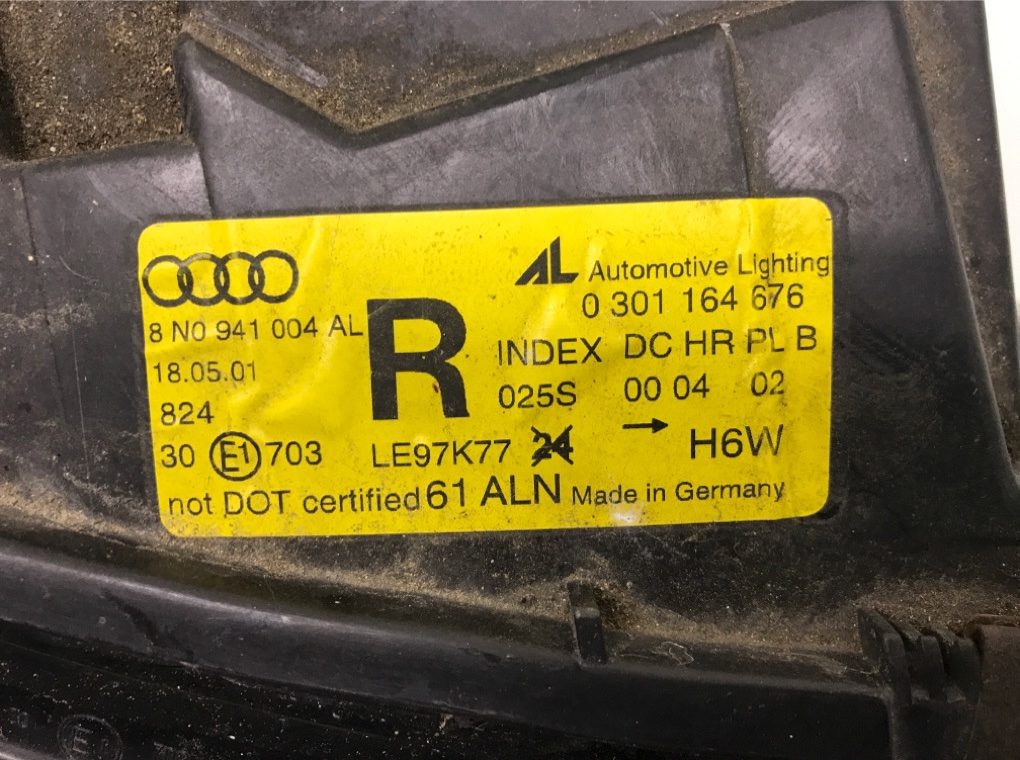 AL Automotive Lighting
8 N0 941 004 AL
R
0 301 164 676
18.05.01
INDEX DC HR PL B
824
025S 00 04 02
30 E1 703
LE97K77 24 → H6W
not DOT certified 61 ALN Made in Germany